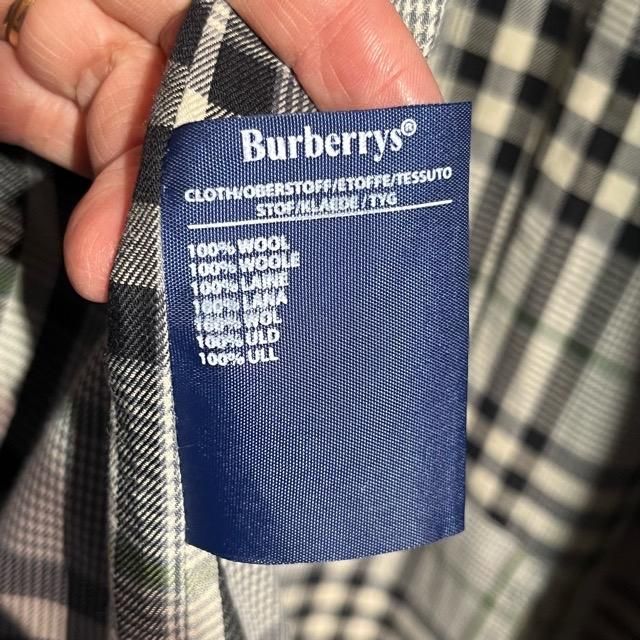 Burberrys®
CLOTH/OBERSTOFF/ETOFFE/TESSUTO
STOF/KLAEDE/TYG
100% WOOL
100% WOOLE
100% LAINE
100% LANA
100% WOL
100% ULD
100% ULL